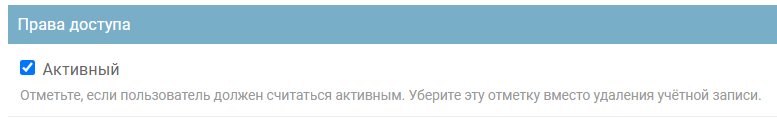 Права доступа
Активный
Отметьте, если пользователь должен считаться активным. Уберите эту отметку вместо удаления учётной записи.